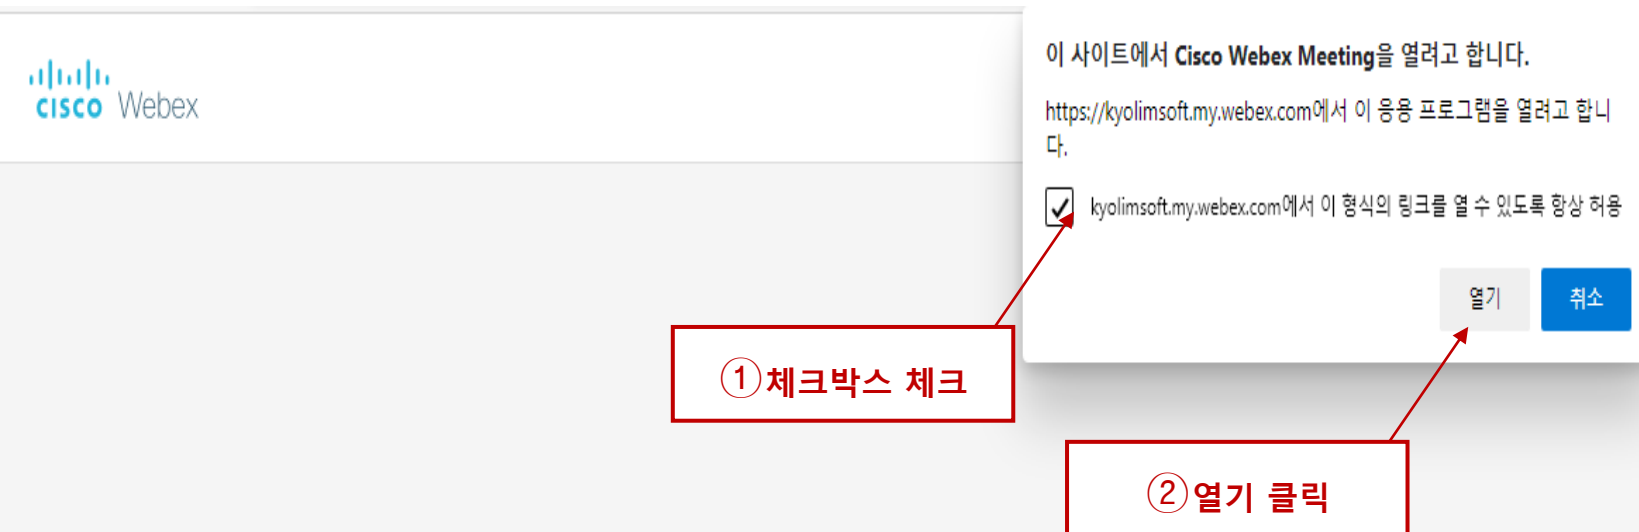 CISCO Webex
이 사이트에서 Cisco Webex Meeting을 열려고 합니다.
https://kyolimsoft.my.webex.com에서 이 응용 프로그램을 열려고 합니
다.
kyolimsoft.my.webex.com에서 이 형식의 링크를 열 수 있도록 항상 허용
열기 취소
①체크박스 체크
②열기 클릭